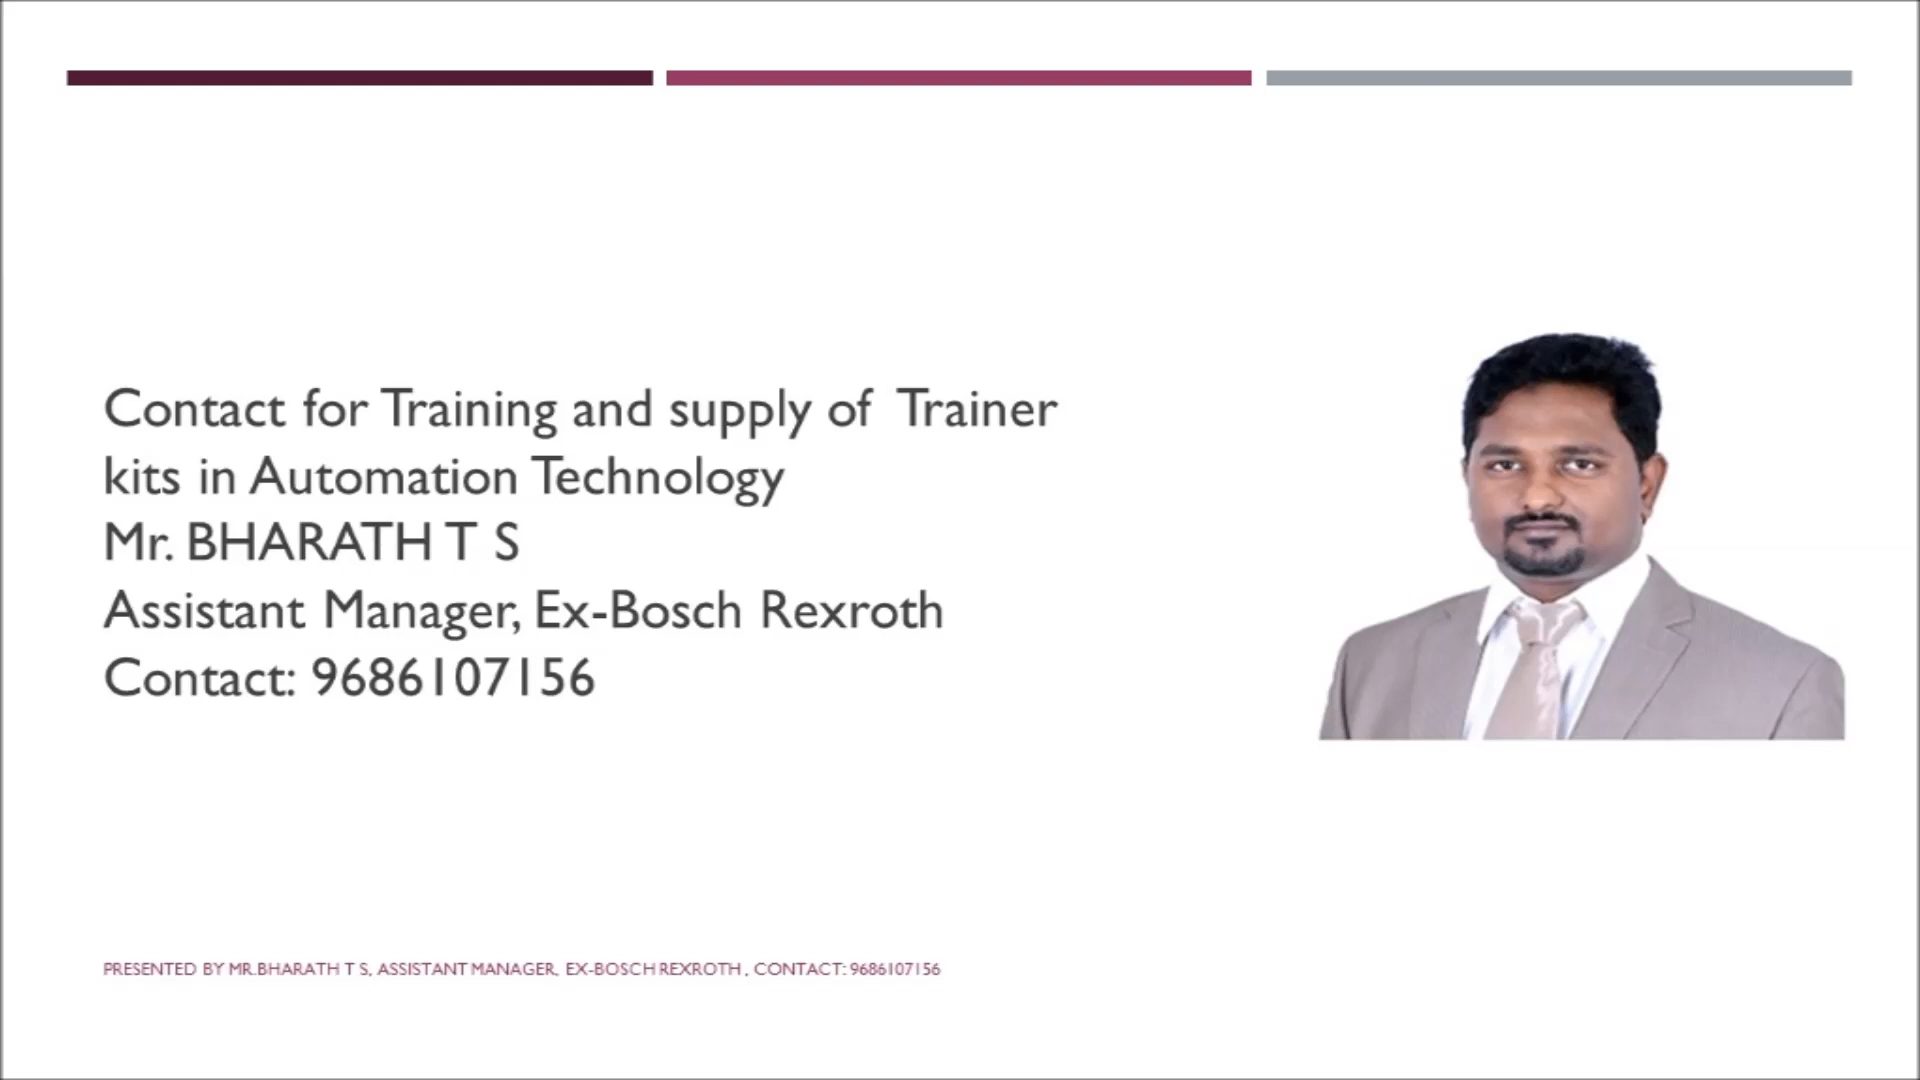 Contact for Training and supply of Trainer
kits in Automation Technology
Mr. BHARATH T S
Assistant Manager, Ex-Bosch Rexroth
Contact: 9686107156
PRESENTED BY MR.BHARATH T S, ASSISTANT MANAGER, EX-BOSCH REXROTH , CONTACT: 9686107156